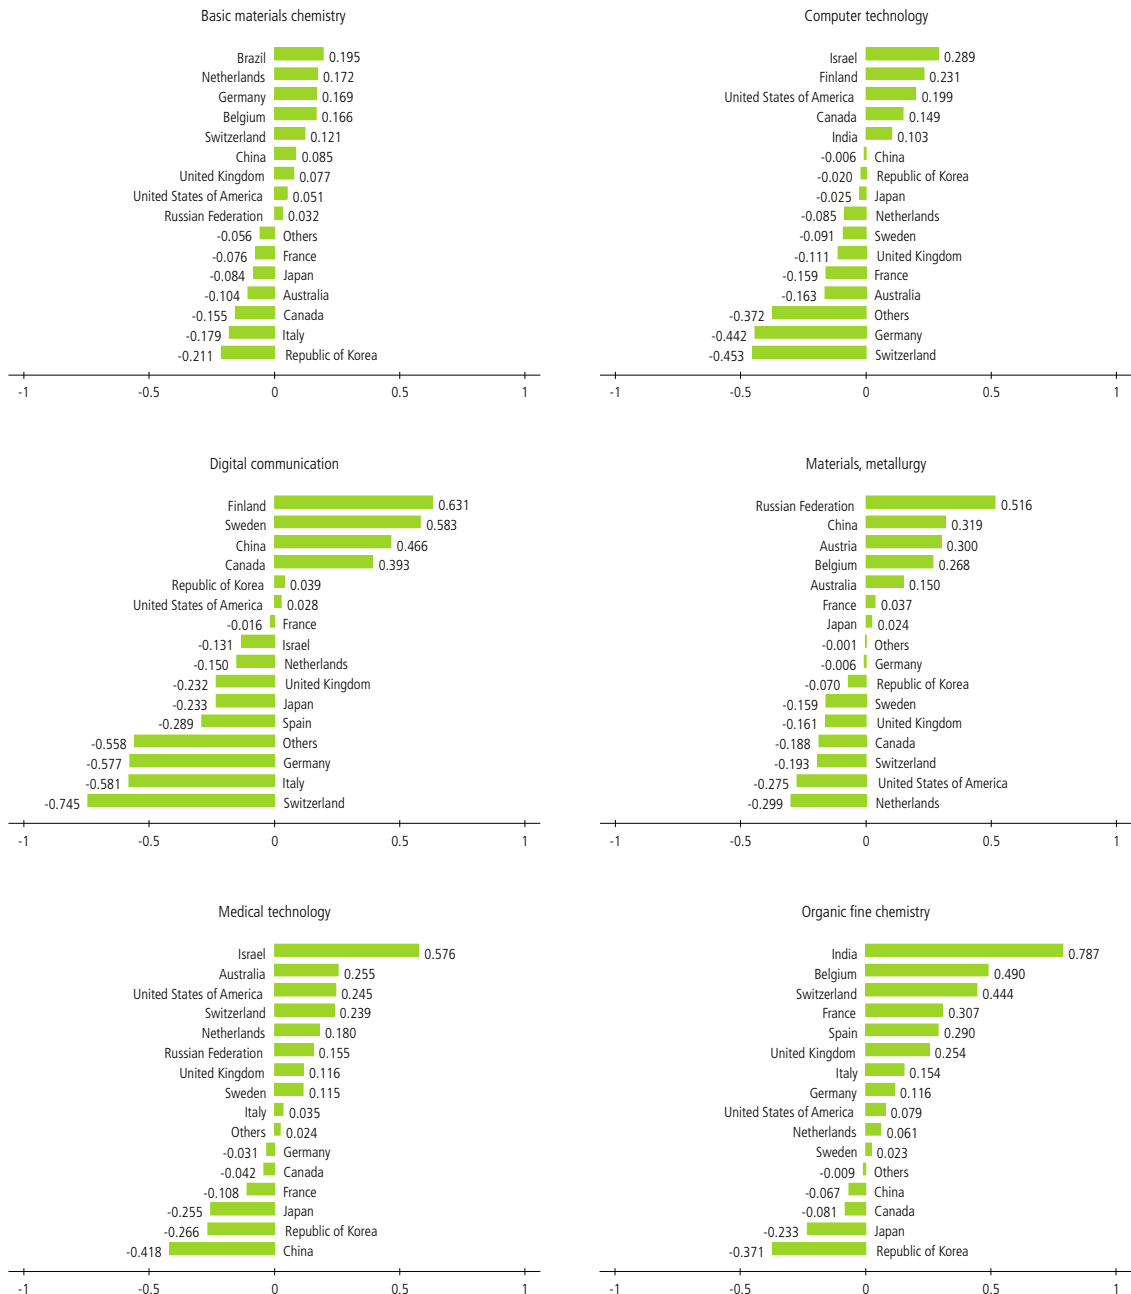 Basic materials chemistry
Brazil 0.195
Netherlands 0.172
Germany 0.169
Belgium 0.166
Switzerland 0.121
China 0.085
United Kingdom 0.077
United States of America 0.051
Russian Federation 0.032
-0.056 Others
-0.076 France
-0.084 Japan
-0.104 Australia
-0.155 Canada
-0.179 Italy
-0.211 Republic of Korea
-1 -0.5 0 0.5 1
Computer technology
Israel 0.289
Finland 0.231
United States of America 0.199
Canada 0.149
India 0.103
-0.006 China
-0.020 Republic of Korea
-0.025 Japan
-0.085 Netherlands
-0.091 Sweden
-0.111 United Kingdom
-0.159 France
-0.163 Australia
-0.372 Others
-0.442 Germany
-0.453 Switzerland
-1 -0.5 0 0.5 1
Digital communication
Finland 0.631
Sweden 0.583
China 0.466
Canada 0.393
Republic of Korea 0.039
United States of America 0.028
-0.016 France
-0.131 Israel
-0.150 Netherlands
-0.232 United Kingdom
-0.233 Japan
-0.289 Spain
-0.558 Others
-0.577 Germany
-0.581 Italy
-0.745 Switzerland
-1 -0.5 0 0.5 1
Materials, metallurgy
Russian Federation 0.516
China 0.319
Austria 0.300
Belgium 0.268
Australia 0.150
France 0.037
Japan 0.024
-0.001 Others
-0.006 Germany
-0.070 Republic of Korea
-0.159 Sweden
-0.161 United Kingdom
-0.188 Canada
-0.193 Switzerland
-0.275 United States of America
-0.299 Netherlands
-1 -0.5 0 0.5 1
Medical technology
Israel 0.576
Australia 0.255
United States of America 0.245
Switzerland 0.239
Netherlands 0.180
Russian Federation 0.155
United Kingdom 0.116
Sweden 0.115
Italy 0.035
Others 0.024
-0.031 Germany
-0.042 Canada
-0.108 France
-0.255 Japan
-0.266 Republic of Korea
-0.418 China
-1 -0.5 0 0.5 1
Organic fine chemistry
India 0.787
Belgium 0.490
Switzerland 0.444
France 0.307
Spain 0.290
United Kingdom 0.254
Italy 0.154
Germany 0.116
United States of America 0.079
Netherlands 0.061
Sweden 0.023
-0.009 Others
-0.067 China
-0.081 Canada
-0.233 Japan
-0.371 Republic of Korea
-1 -0.5 0 0.5 1